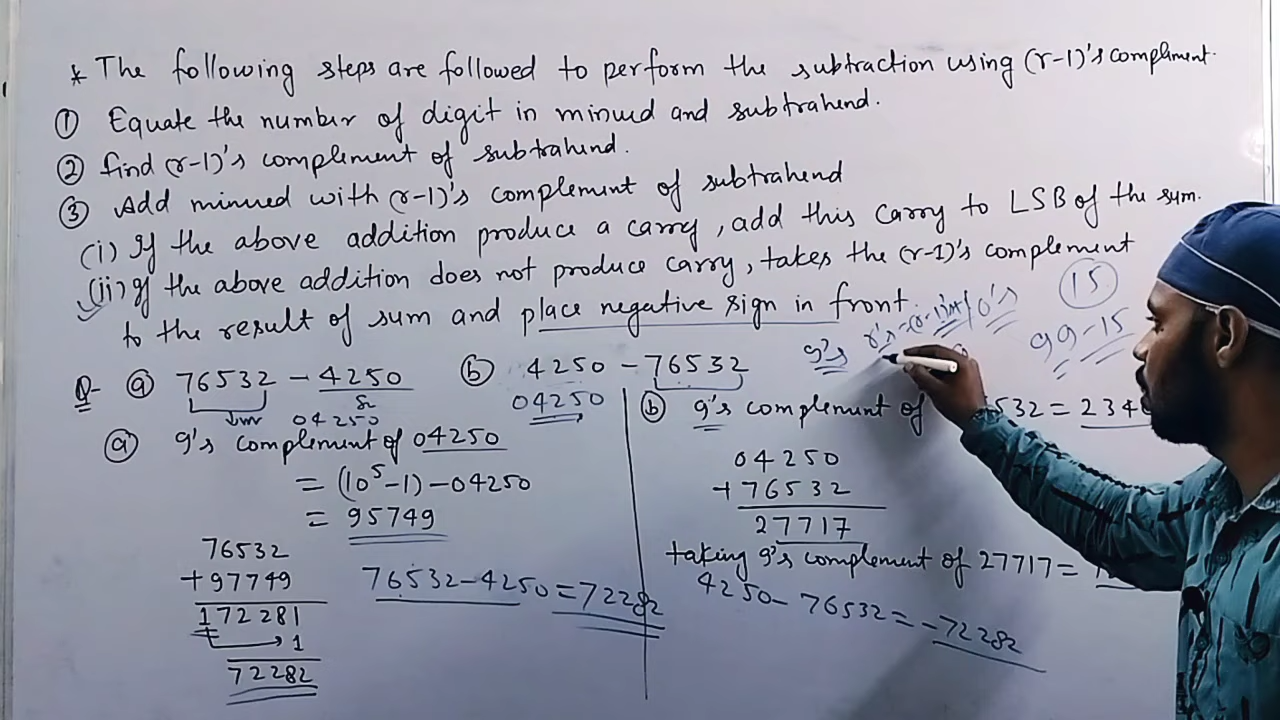 * The following steps are followed to perform the subtraction using (r-1)'s compliment.
① Equate the number of digit in minued and subtrahend.
② find (r-1)'s complement of subtrahend.
③ Add minued with (r-1)'s complement of subtrahend
(i) If the above addition produce a carry, add this carry to LSB of the sum.
(ii) If the above addition does not produce carry, takes the (r-1)'s complement
to the result of sum and place negative sign in front.
15
9's r's (r-1)'s
99-15
Q- ⓐ 76532 - 4250
04250
ⓑ 4250 - 76532
04250
ⓐ 9's complement of 04250
= (10⁵-1) - 04250
= 95749
76532
+97749
172281
1
72282
76532-4250=72282
ⓑ 9's complement of 532 = 234
04250
+76532
27717
taking 9's complement of 27717=
4250- 76532= -72282